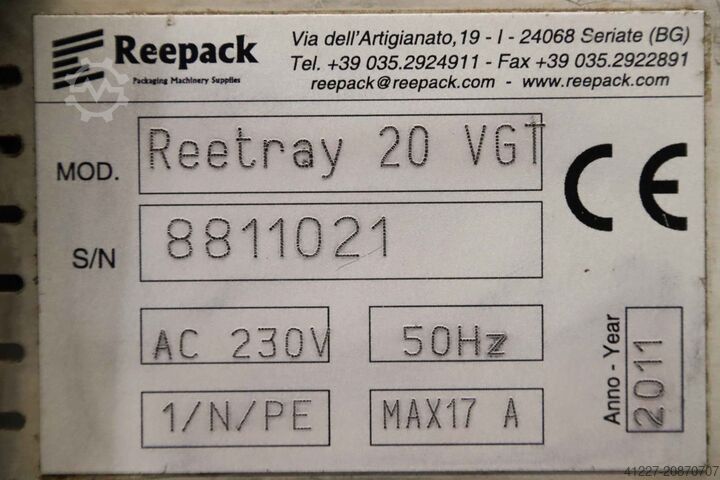 Reepack
Packaging Machinery Supplies
Via dell'Artigianato,19 - I - 24068 Seriate (BG)
Tel. +39 035.2924911 - Fax +39 035.2922891
reepack@reepack.com - www.reepack.com
MOD. Reetray 20 VGT
CE
S/N 8811021
AC 230V 50Hz
1/N/PE MAX17 A
Anno - Year 2011
41227-20870707